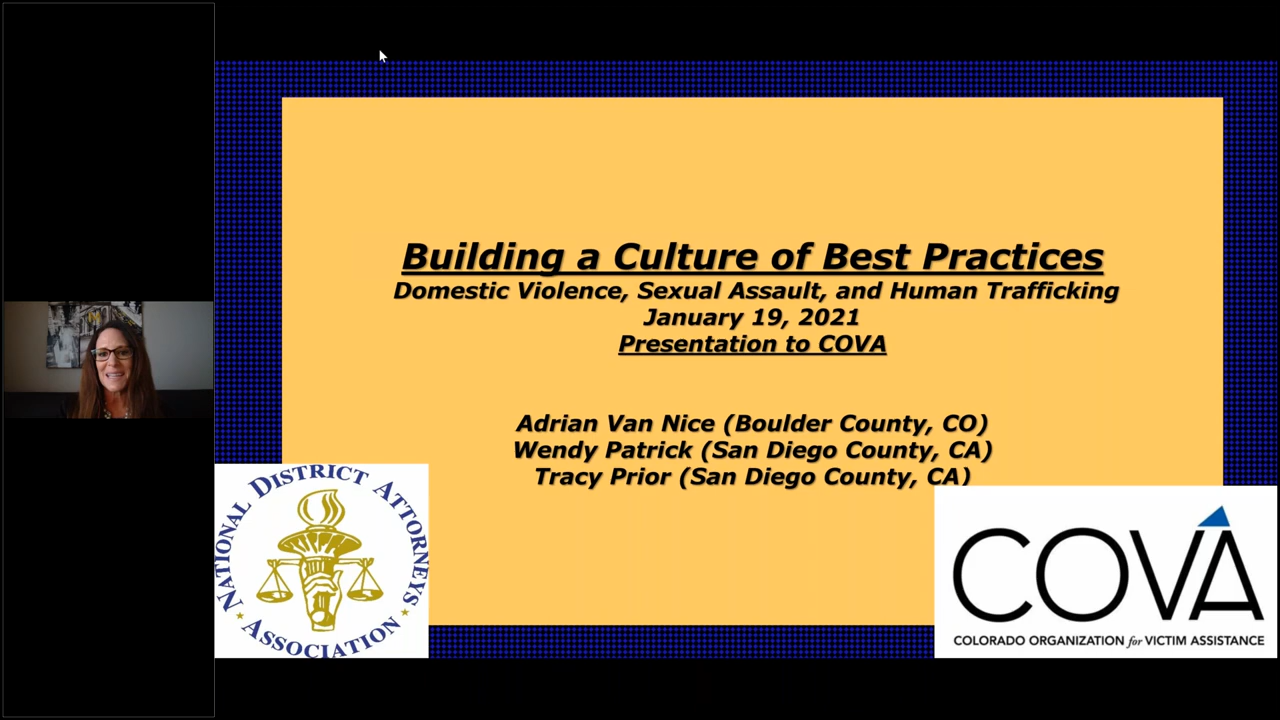 Building a Culture of Best Practices
Domestic Violence, Sexual Assault, and Human Trafficking
January 19, 2021
Presentation to COVA
Adrian Van Nice (Boulder County, CO)
Wendy Patrick (San Diego County, CA)
Tracy Prior (San Diego County, CA)
NATIONAL DISTRICT ATTORNEYS
ASSOCIATION
COVA
COLORADO ORGANIZATION for VICTIM ASSISTANCE